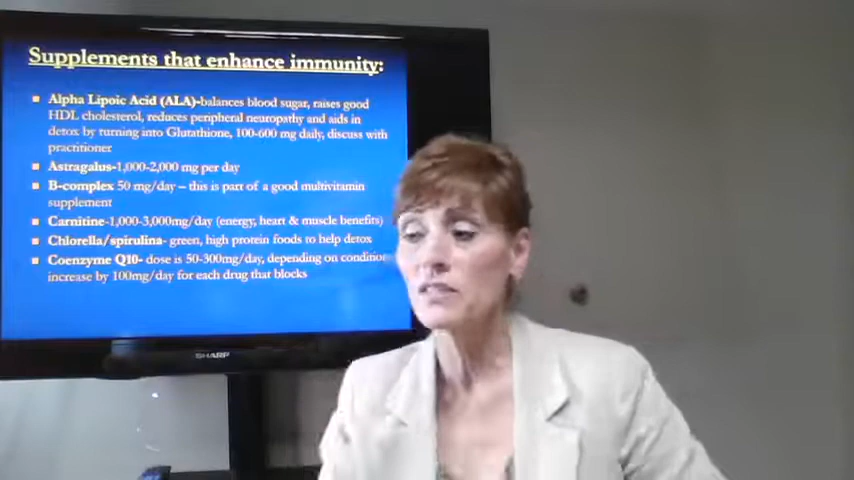 Supplements that enhance immunity:
Alpha Lipoic Acid (ALA)-balances blood sugar, raises good
HDL cholesterol, reduces peripheral neuropathy and aids in
detox by turning into Glutathione, 100-600 mg daily, discuss with
practitioner
Astragalus-1,000-2,000 mg per day
B-complex 50 mg/day – this is part of a good multivitamin
supplement
Carnitine-1,000-3,000mg/day (energy, heart & muscle benefits)
Chlorella/spirulina- green, high protein foods to help detox
Coenzyme Q10- dose is 50-300mg/day, depending on condition
increase by 100mg/day for each drug that blocks
SHARP